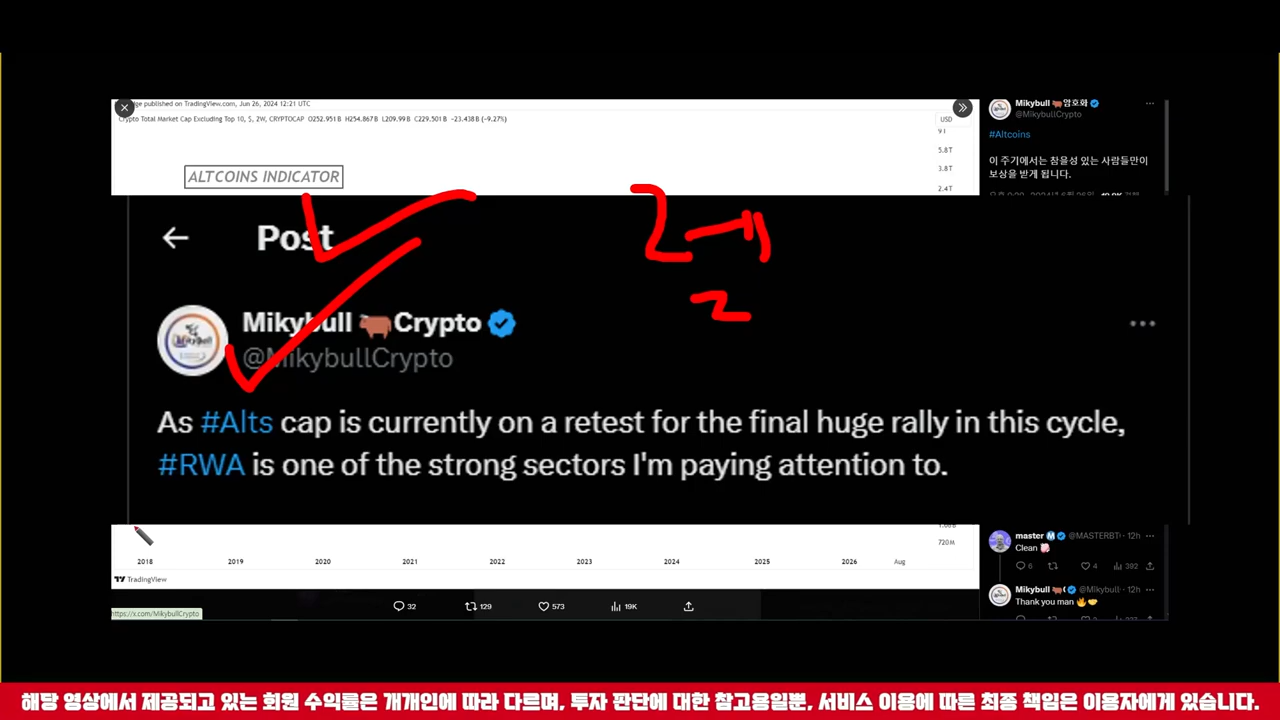 published on TradingView.com, Jun 26, 2024 12:21 UTC
Crypto Total Market Cap Excluding Top 10, $, 2W, CRYPTOCAP O252.951B H254.867B L209.99B C229.501B -23.438B (-9.27%)
USD
5.8T
3.8T
2.4T
ALTCOINS INDICATOR
Mikybull 🐂암호화
@MikybullCrypto
#Altcoins
이 주기에서는 참을성 있는 사람들만이
보상을 받게 됩니다.
Post
Mikybull 🐂Crypto
@MikybullCrypto
As #Alts cap is currently on a retest for the final huge rally in this cycle,
#RWA is one of the strong sectors I'm paying attention to.
2
720M
2018 2019 2020 2021 2022 2023 2024 2025 2026 Aug
TradingView
https://x.com/MikybullCrypto
32 129 573 19K
master @MASTERBT 12h
Clean
6 4 392
Mikybull @Mikybull 12h
Thank you man 🔥🤝
해당 영상에서 제공되고 있는 회원 수익률은 개개인에 따라 다르며, 투자 판단에 대한 참고용일뿐, 서비스 이용에 따른 최종 책임은 이용자에게 있습니다.